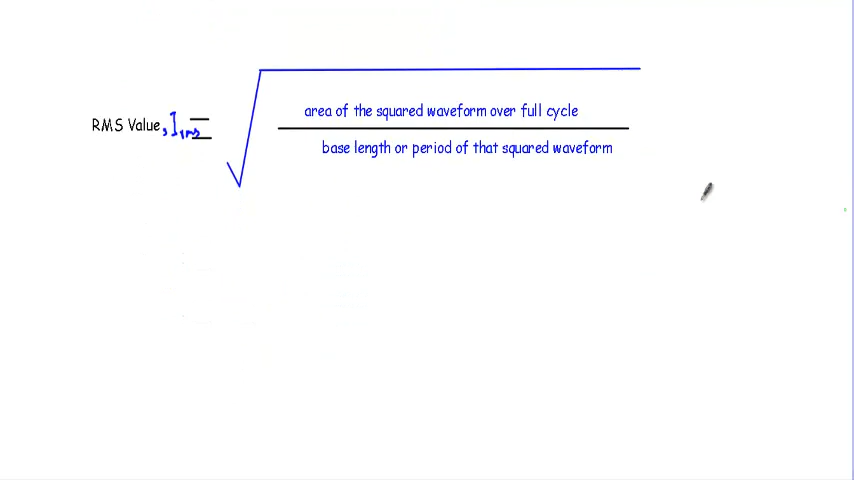 area of the squared waveform over full cycle
RMS Value, Irms =
base length or period of that squared waveform